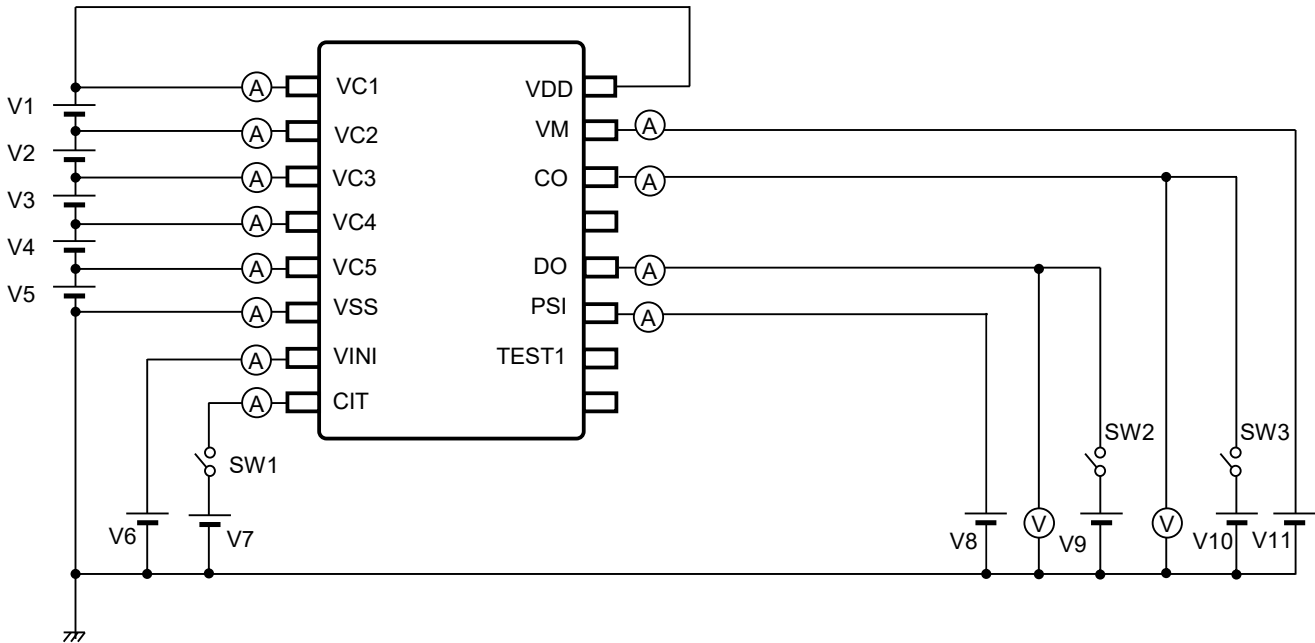 A
VC1
VDD
V1
A
VC2
VM
A
V2
A
VC3
CO
A
V3
A
VC4
V4
A
VC5
DO
A
V5
A
VSS
PSI
A
A
VINI
TEST1
A
CIT
SW1
SW2
SW3
V6
V7
V8
V
V9
V
V10
V11